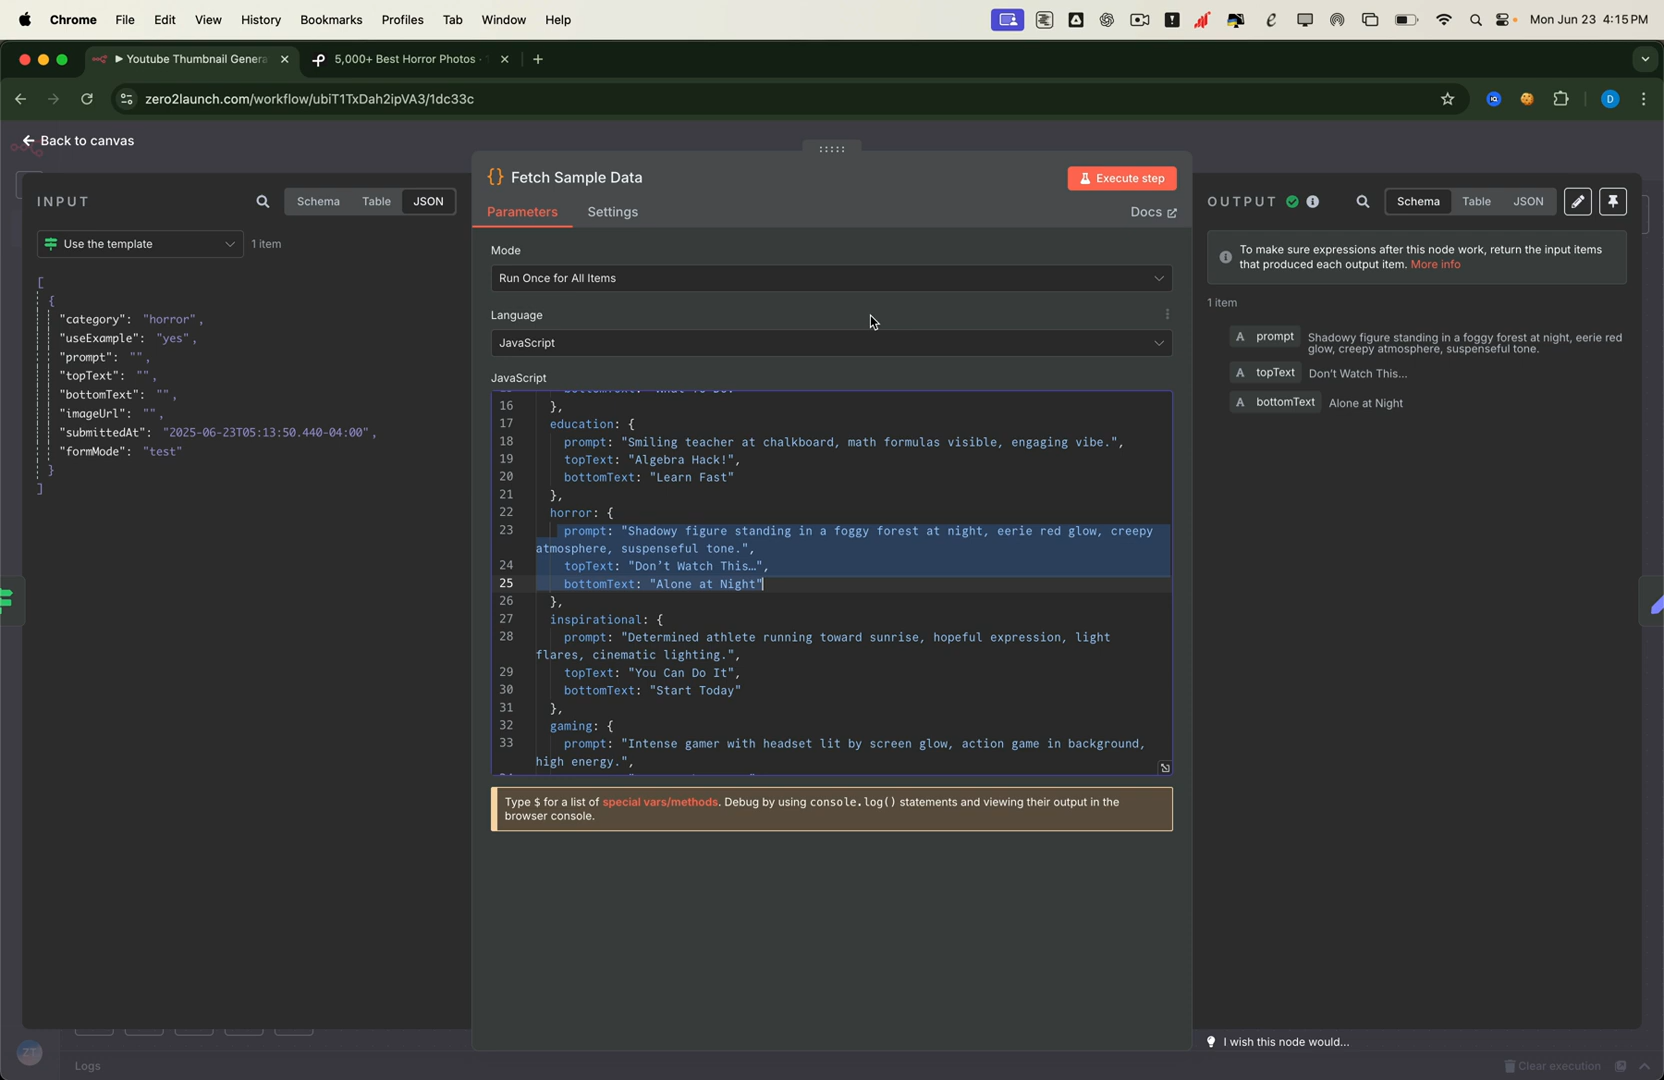 Chrome File Edit View History Bookmarks Profiles Tab Window Help
Mon Jun 23 4:15 PM
Youtube Thumbnail Genera
5,000+ Best Horror Photos ·
zero2launch.com/workflow/ubiT1TxDah2ipVA3/1dc33c
D
Back to canvas
INPUT
Schema Table JSON
Use the template
1 item
[
{
"category": "horror",
"useExample": "yes",
"prompt": "",
"topText": "",
"bottomText": "",
"imageUrl": "",
"submittedAt": "2025-06-23T05:13:50.440-04:00",
"formMode": "test"
}
]
{} Fetch Sample Data
Execute step
Parameters Settings
Docs
Mode
Run Once for All Items
Language
JavaScript
JavaScript
16 },
17 education: {
18 prompt: "Smiling teacher at chalkboard, math formulas visible, engaging vibe.",
19 topText: "Algebra Hack!",
20 bottomText: "Learn Fast"
21 },
22 horror: {
23 prompt: "Shadowy figure standing in a foggy forest at night, eerie red glow, creepy
atmosphere, suspenseful tone.",
24 topText: "Don’t Watch This…",
25 bottomText: "Alone at Night"
26 },
27 inspirational: {
28 prompt: "Determined athlete running toward sunrise, hopeful expression, light
flares, cinematic lighting.",
29 topText: "You Can Do It",
30 bottomText: "Start Today"
31 },
32 gaming: {
33 prompt: "Intense gamer with headset lit by screen glow, action game in background,
high energy.",
Type $ for a list of special vars/methods. Debug by using console.log() statements and viewing their output in the
browser console.
OUTPUT
Schema Table JSON
To make sure expressions after this node work, return the input items
that produced each output item. More info
1 item
A prompt Shadowy figure standing in a foggy forest at night, eerie red
glow, creepy atmosphere, suspenseful tone.
A topText Don’t Watch This…
A bottomText Alone at Night
I wish this node would...
ZT
Logs
Clear execution